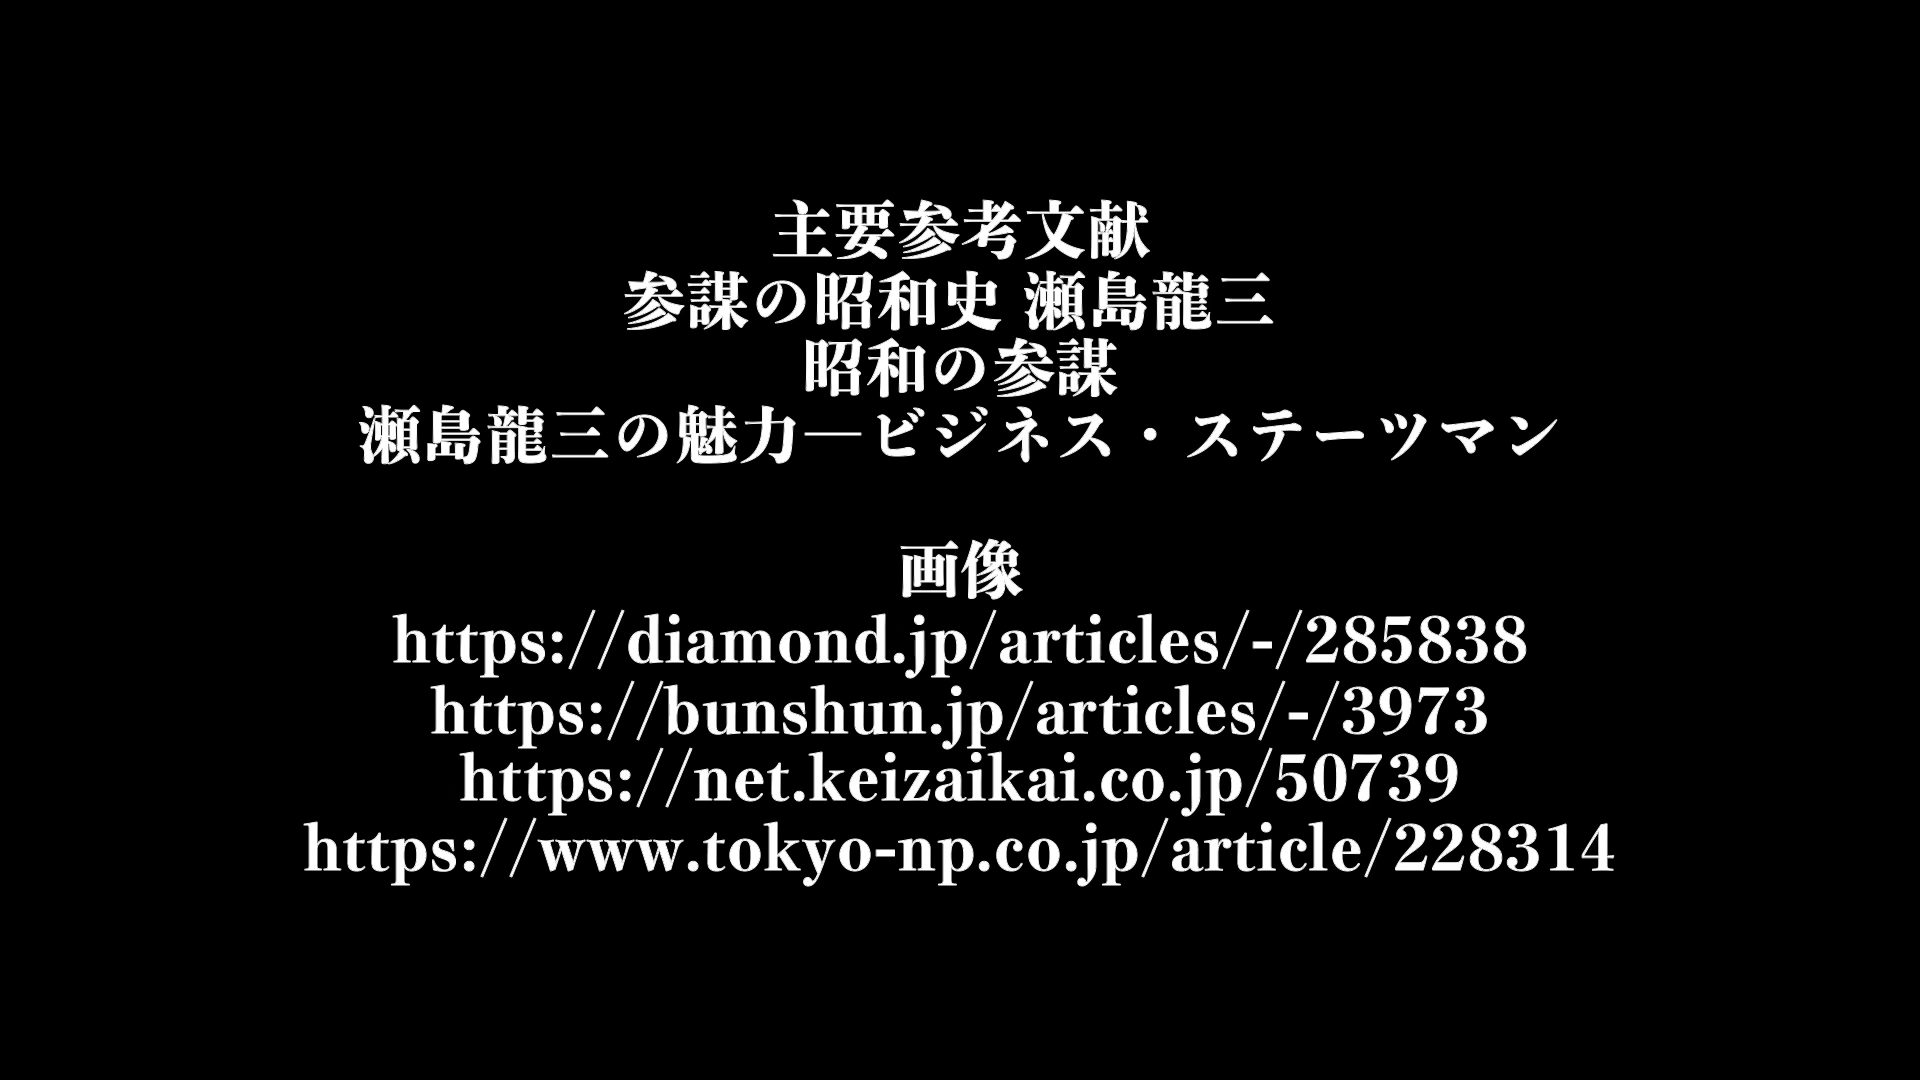 主要参考文献
参謀の昭和史 瀬島龍三
昭和の参謀
瀬島龍三の魅力―ビジネス・ステーツマン
画像
https://diamond.jp/articles/-/285838
https://bunshun.jp/articles/-/3973
https://net.keizaikai.co.jp/50739
https://www.tokyo-np.co.jp/article/228314